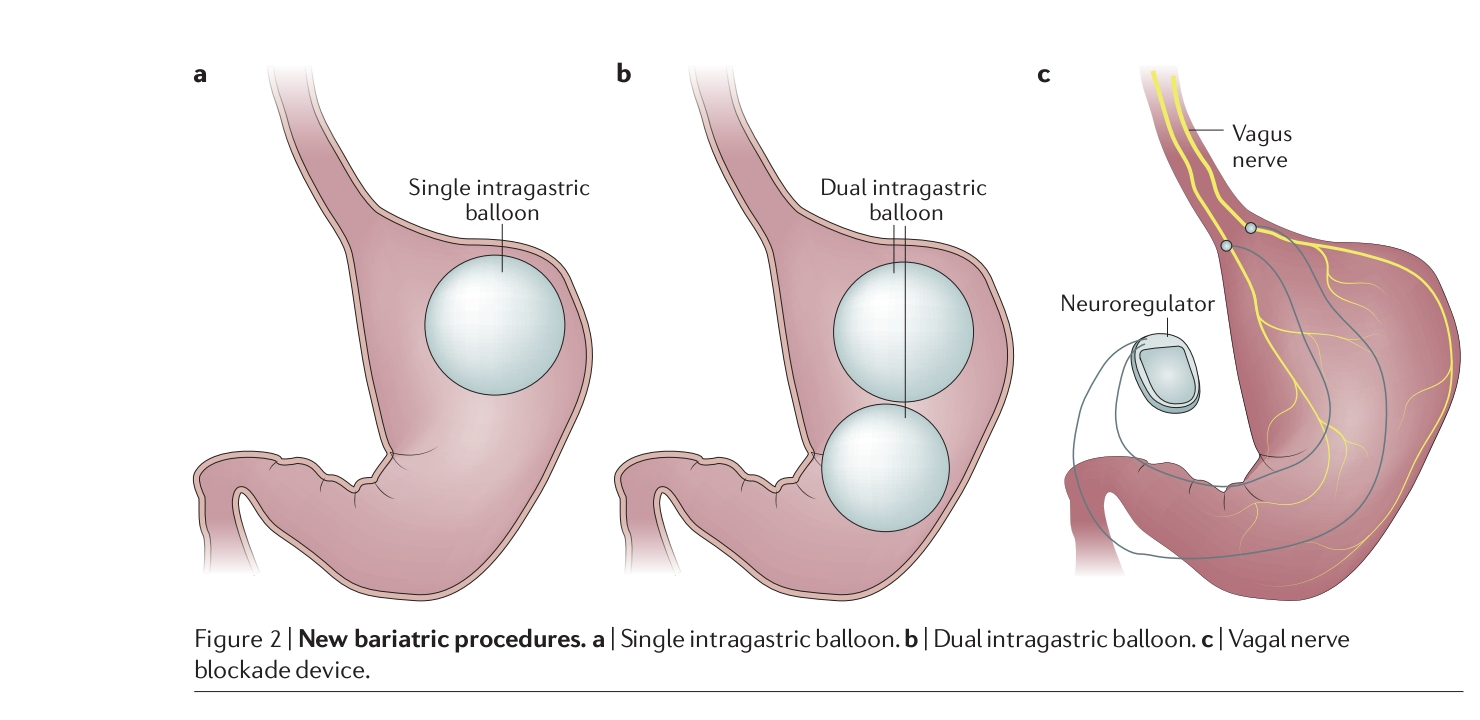 a
Single intragastric
balloon
b
Dual intragastric
balloon
c
Vagus
nerve
Neuroregulator
Figure 2 | New bariatric procedures. a | Single intragastric balloon. b | Dual intragastric balloon. c | Vagal nerve
blockade device.